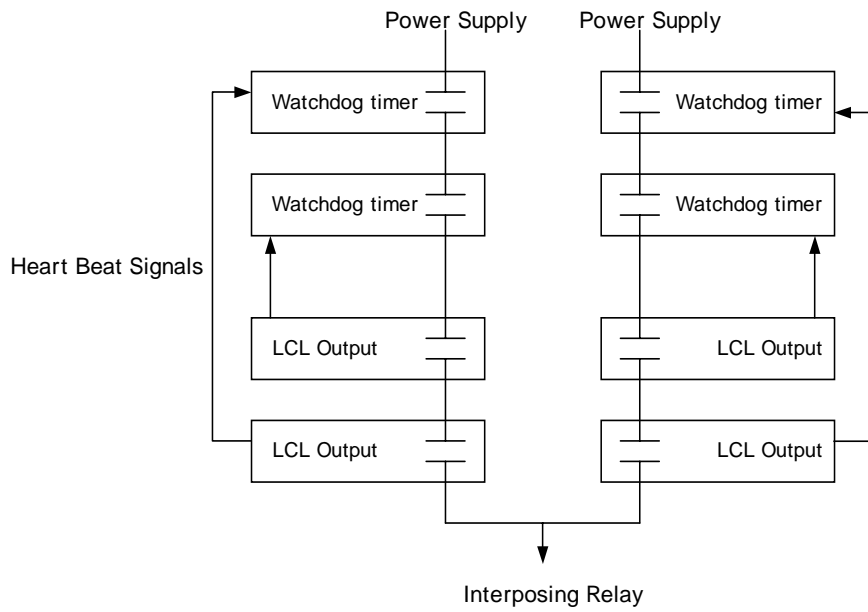 Power Supply
Power Supply
Watchdog timer
Watchdog timer
Watchdog timer
Watchdog timer
Heart Beat Signals
LCL Output
LCL Output
LCL Output
LCL Output
Interposing Relay